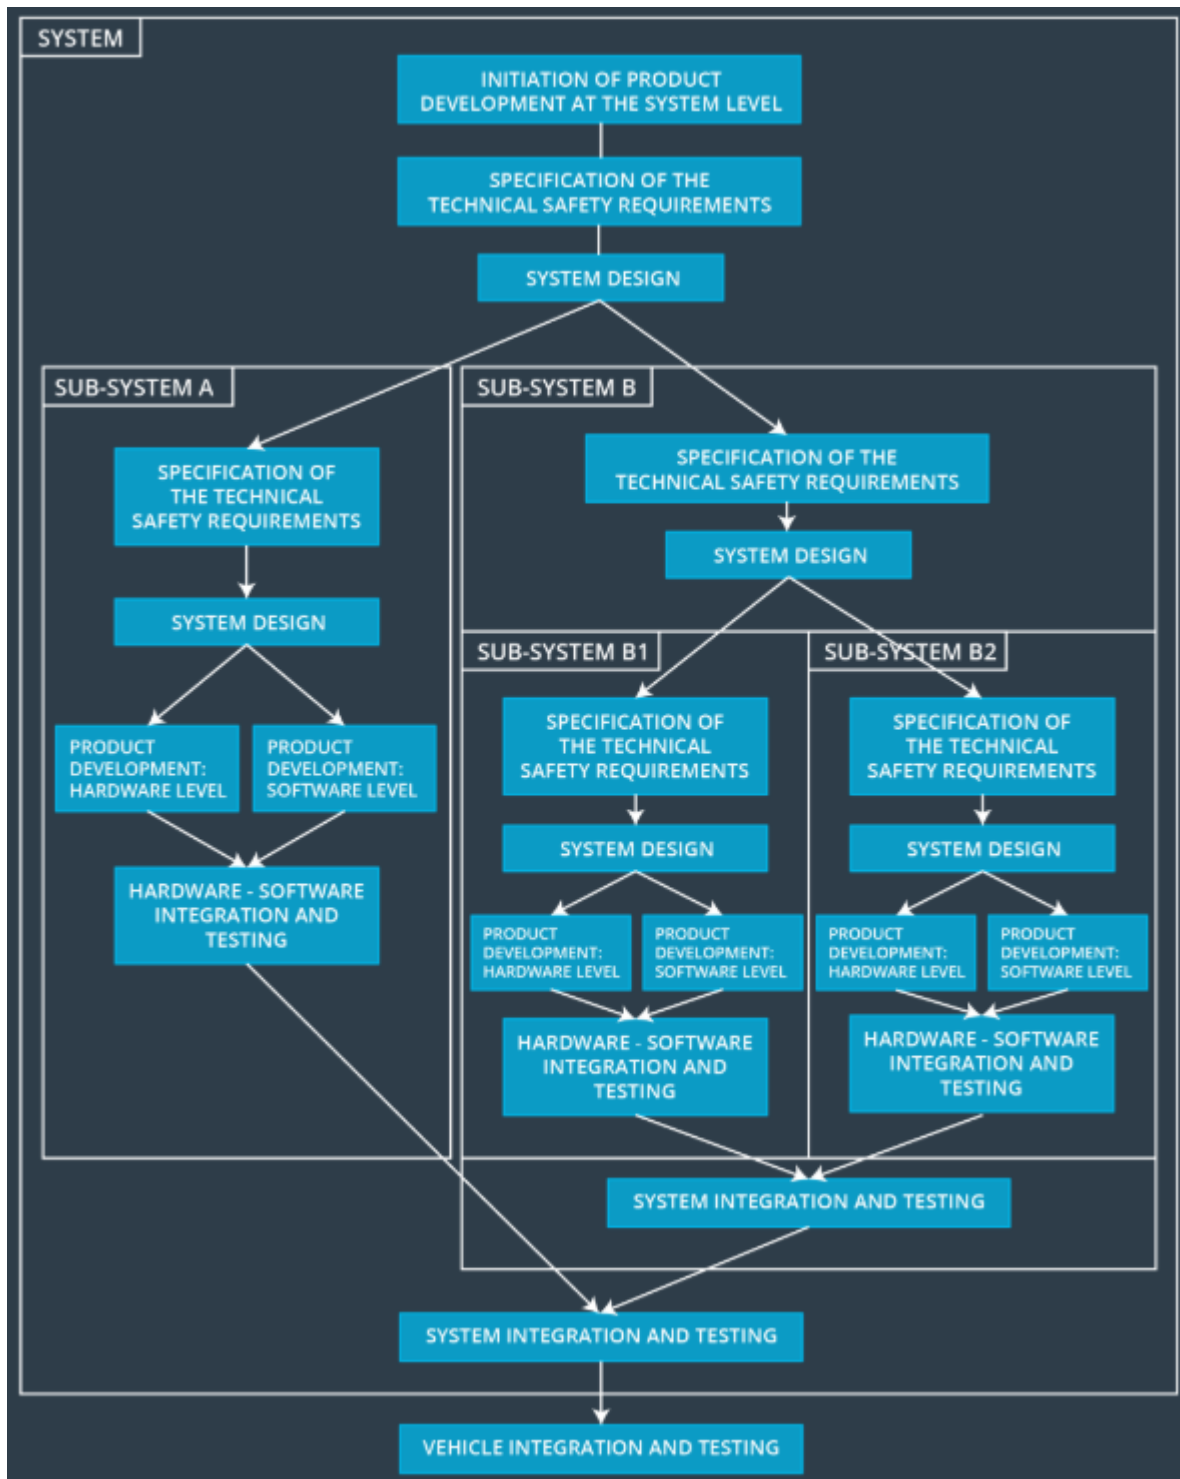 SYSTEM
INITIATION OF PRODUCT
DEVELOPMENT AT THE SYSTEM LEVEL
SPECIFICATION OF THE
TECHNICAL SAFETY REQUIREMENTS
SYSTEM DESIGN
SUB-SYSTEM A
SPECIFICATION OF
THE TECHNICAL
SAFETY REQUIREMENTS
SYSTEM DESIGN
PRODUCT
DEVELOPMENT:
HARDWARE LEVEL
PRODUCT
DEVELOPMENT:
SOFTWARE LEVEL
HARDWARE - SOFTWARE
INTEGRATION AND
TESTING
SUB-SYSTEM B
SPECIFICATION OF THE
TECHNICAL SAFETY REQUIREMENTS
SYSTEM DESIGN
SUB-SYSTEM B1
SPECIFICATION OF
THE TECHNICAL
SAFETY REQUIREMENTS
SYSTEM DESIGN
PRODUCT
DEVELOPMENT:
HARDWARE LEVEL
PRODUCT
DEVELOPMENT:
SOFTWARE LEVEL
HARDWARE - SOFTWARE
INTEGRATION AND
TESTING
SUB-SYSTEM B2
SPECIFICATION OF
THE TECHNICAL
SAFETY REQUIREMENTS
SYSTEM DESIGN
PRODUCT
DEVELOPMENT:
HARDWARE LEVEL
PRODUCT
DEVELOPMENT:
SOFTWARE LEVEL
HARDWARE - SOFTWARE
INTEGRATION AND
TESTING
SYSTEM INTEGRATION AND TESTING
SYSTEM INTEGRATION AND TESTING
VEHICLE INTEGRATION AND TESTING